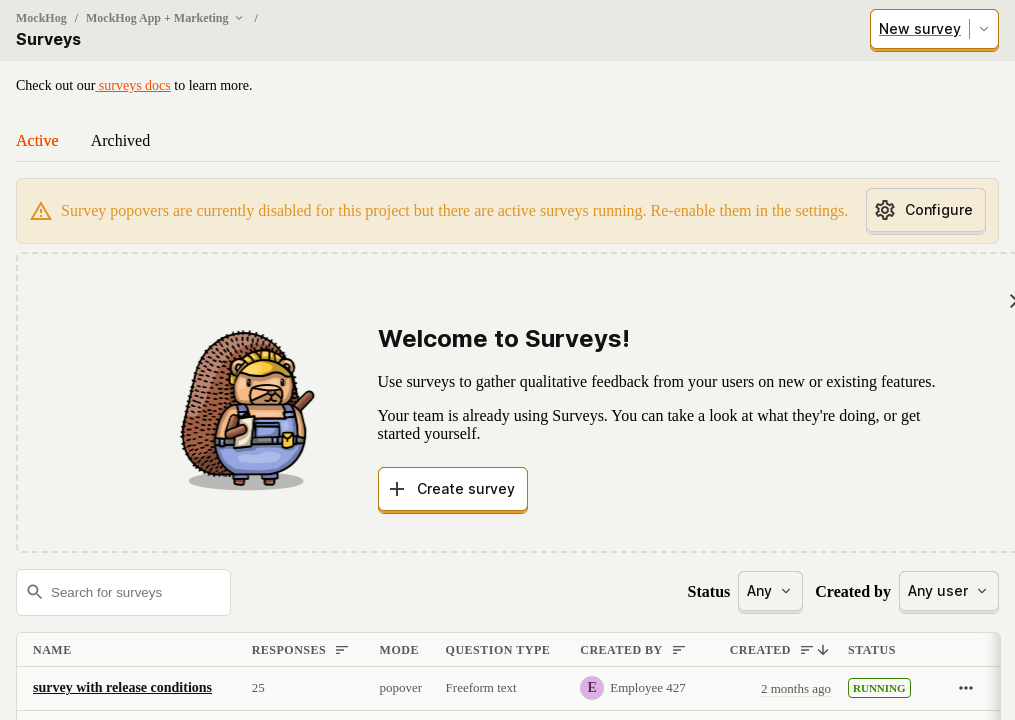 MockHog / MockHog App + Marketing /
Surveys
New survey
Check out our surveys docs to learn more.
Active Archived
Survey popovers are currently disabled for this project but there are active surveys running. Re-enable them in the settings.
Configure
Welcome to Surveys!
Use surveys to gather qualitative feedback from your users on new or existing features.
Your team is already using Surveys. You can take a look at what they're doing, or get
started yourself.
Create survey
Search for surveys
Status Any Created by Any user
NAME RESPONSES MODE QUESTION TYPE CREATED BY CREATED STATUS
survey with release conditions 25 popover Freeform text E Employee 427 2 months ago RUNNING